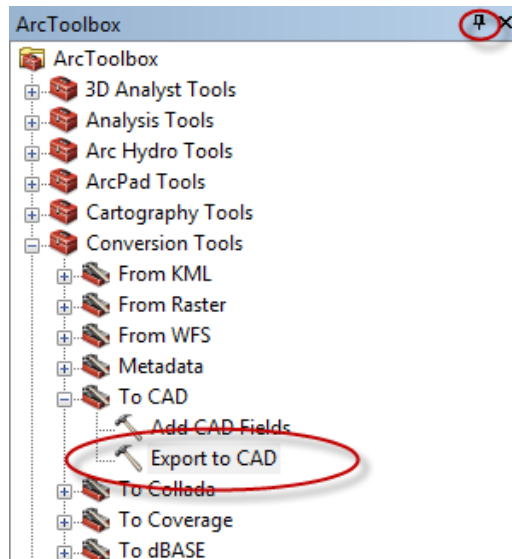 ArcToolbox
ArcToolbox
3D Analyst Tools
Analysis Tools
Arc Hydro Tools
ArcPad Tools
Cartography Tools
Conversion Tools
From KML
From Raster
From WFS
Metadata
To CAD
Add CAD Fields
Export to CAD
To Collada
To Coverage
To dBASE